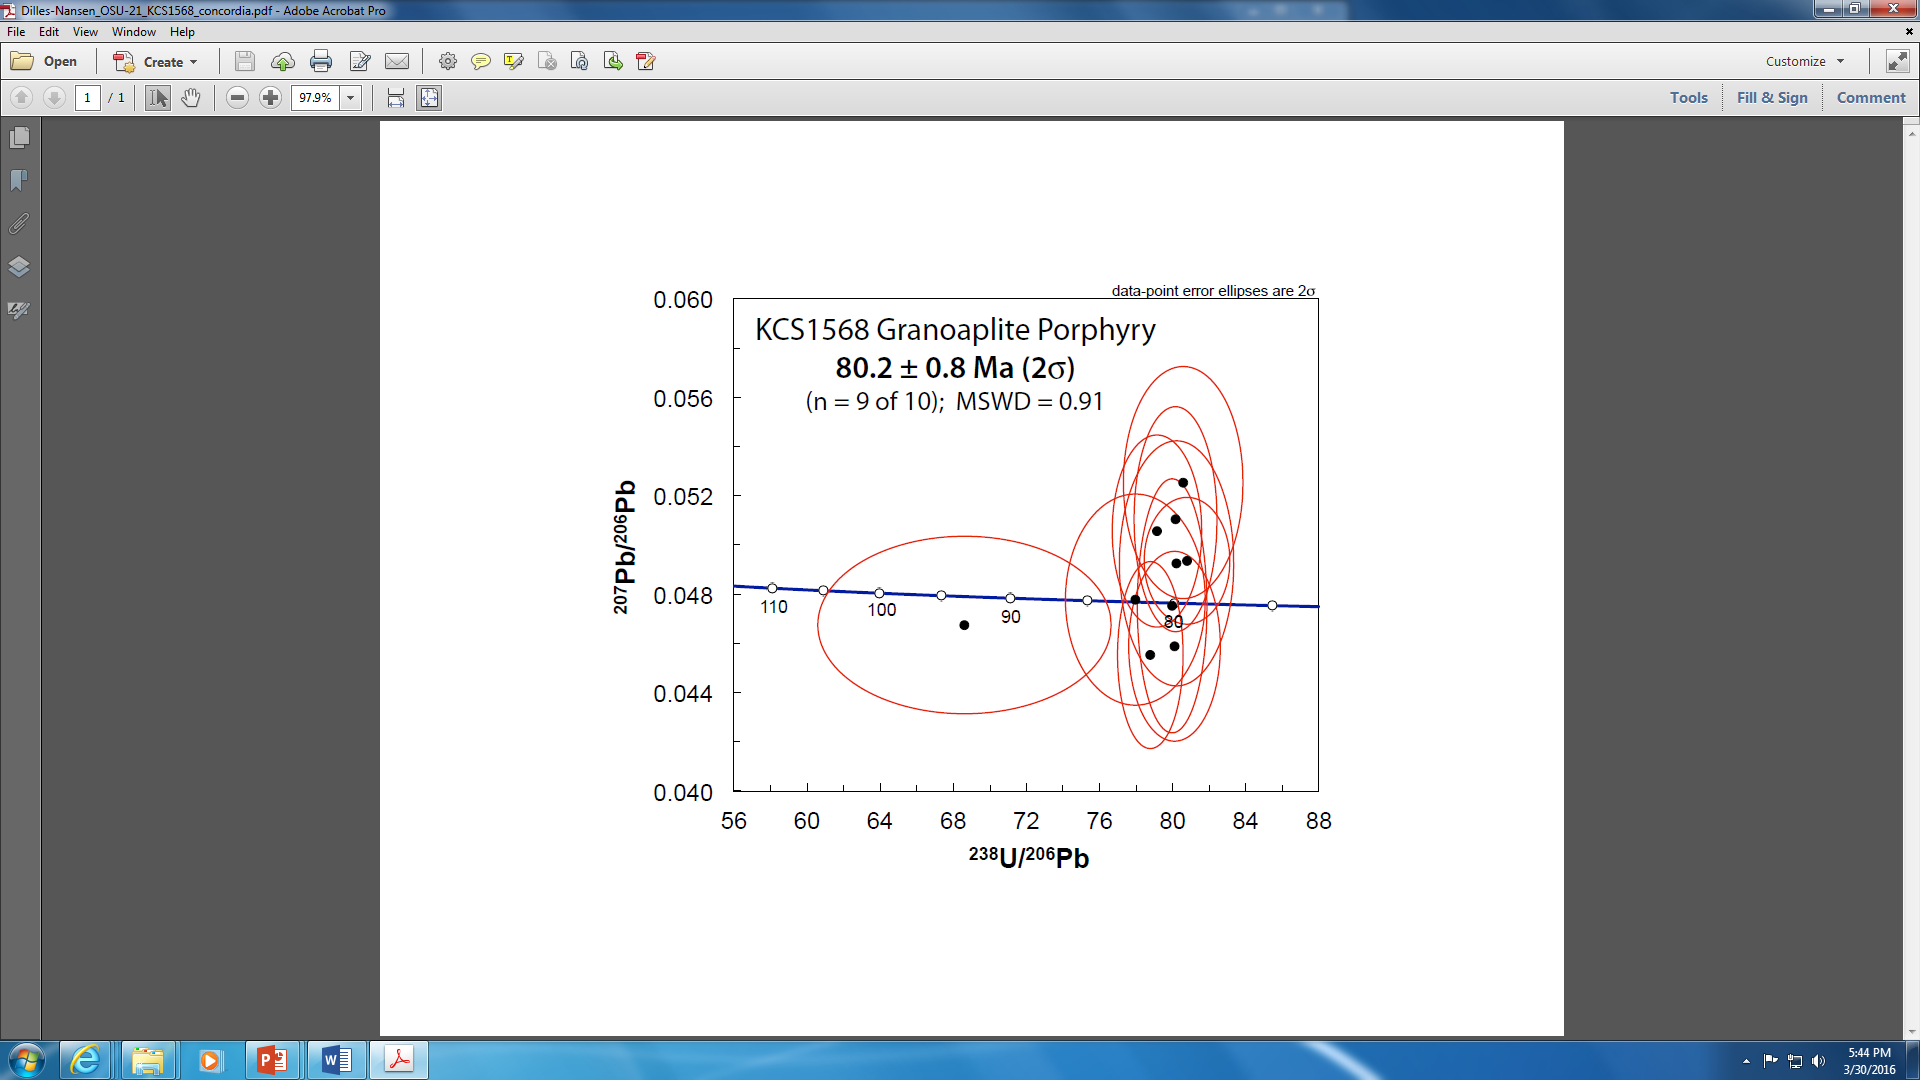 Dilles-Nansen_OSU-21_KCS1568_concordia.pdf - Adobe Acrobat Pro
File Edit View Window Help
Open Create Customize
1 / 1 97.9% Tools Fill & Sign Comment
data-point error ellipses are 2σ
KCS1568 Granoaplite Porphyry
80.2 ± 0.8 Ma (2σ)
(n = 9 of 10); MSWD = 0.91
0.060
0.056
0.052
0.048
0.044
0.040
207Pb/206Pb
110
100
90
80
56 60 64 68 72 76 80 84 88
238U/206Pb
5:44 PM
3/30/2016